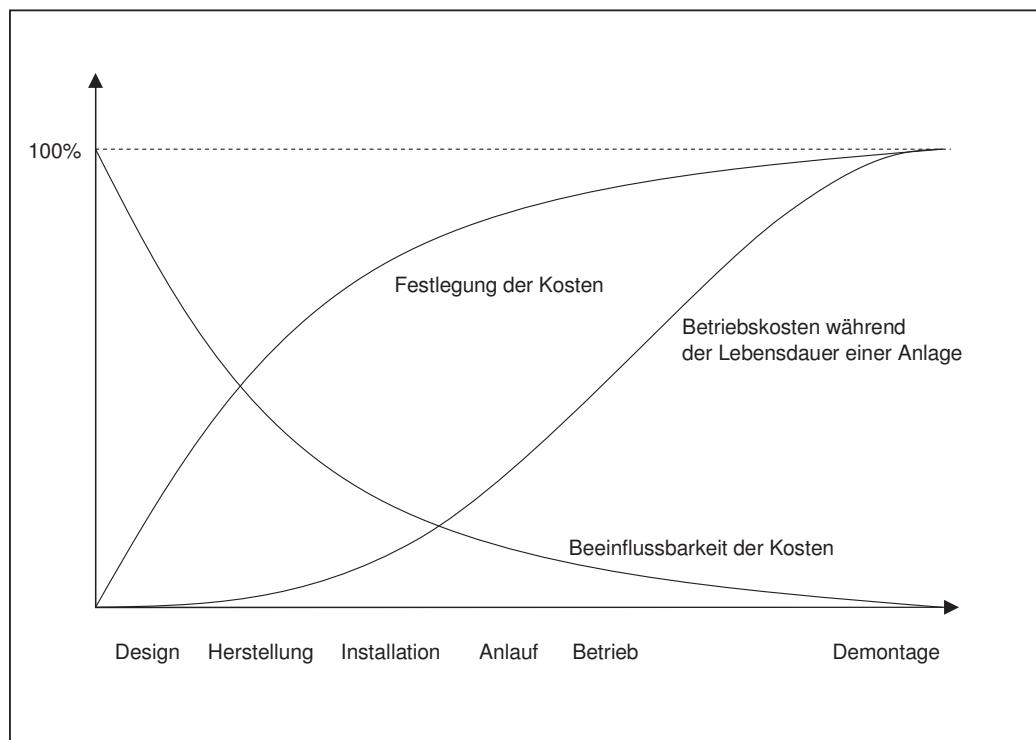 100%
Festlegung der Kosten
Betriebskosten während
der Lebensdauer einer Anlage
Beeinflussbarkeit der Kosten
Design Herstellung Installation Anlauf Betrieb Demontage